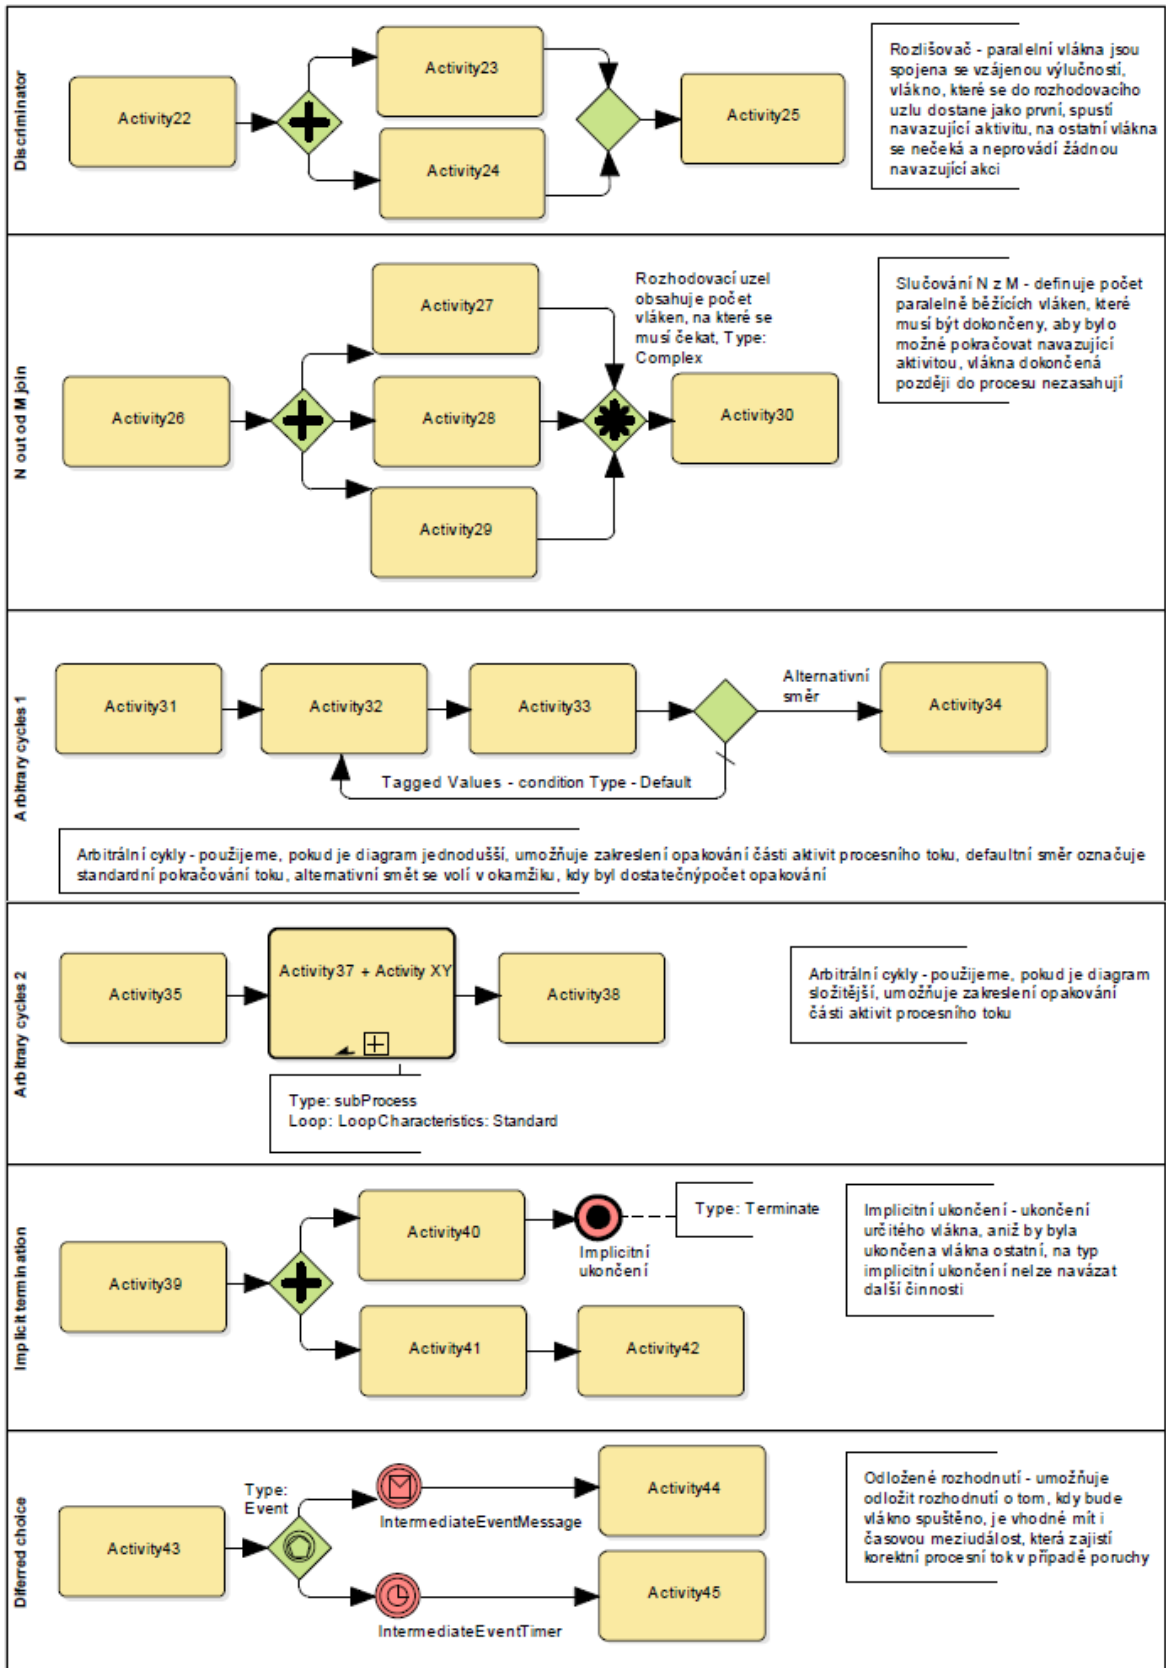 Discriminator
Activity22
Activity23
Activity24
Activity25
Rozlišovač - paralelní vlákna jsou
spojena se vzájenou výlučností,
vlákno, které se do rozhodovacího
uzlu dostane jako první, spustí
navazující aktivitu, na ostatní vlákna
se nečeká a neprovádí žádnou
navazující akci
N out od M join
Activity26
Activity27
Activity28
Activity29
Rozhodovací uzel
obsahuje počet
vláken, na které se
musí čekat, Type:
Complex
Activity30
Slučování N z M - definuje počet
paralelně běžících vláken, které
musí být dokončeny, aby bylo
možné pokračovat navazující
aktivitou, vlákna dokončená
později do procesu nezasahují
Arbitrary cycles 1
Activity31
Activity32
Activity33
Alternativní
směr
Activity34
Tagged Values - condition Type - Default
Arbitrální cykly - použijeme, pokud je diagram jednodušší, umožňuje zakreslení opakování části aktivit procesního toku, defaultní směr označuje
standardní pokračování toku, alternativní smět se volí v okamžiku, kdy byl dostatečnýpočet opakování
Arbitrary cycles 2
Activity35
Activity37 + Activity XY
Activity38
Type: subProcess
Loop: LoopCharacteristics: Standard
Arbitrální cykly - použijeme, pokud je diagram
složitější, umožňuje zakreslení opakování
části aktivit procesního toku
Implicit termination
Activity39
Activity40
Implicitní
ukončení
Type: Terminate
Activity41
Activity42
Implicitní ukončení - ukončení
určitého vlákna, aniž by byla
ukončena vlákna ostatní, na typ
implicitní ukončení nelze navázat
další činnosti
Diferred choice
Activity43
Type:
Event
IntermediateEventMessage
Activity44
IntermediateEventTimer
Activity45
Odložené rozhodnutí - umožňuje
odložit rozhodnutí o tom, kdy bude
vlákno spuštěno, je vhodné mít i
časovou meziudálost, která zajistí
korektní procesní tok v případě poruchy